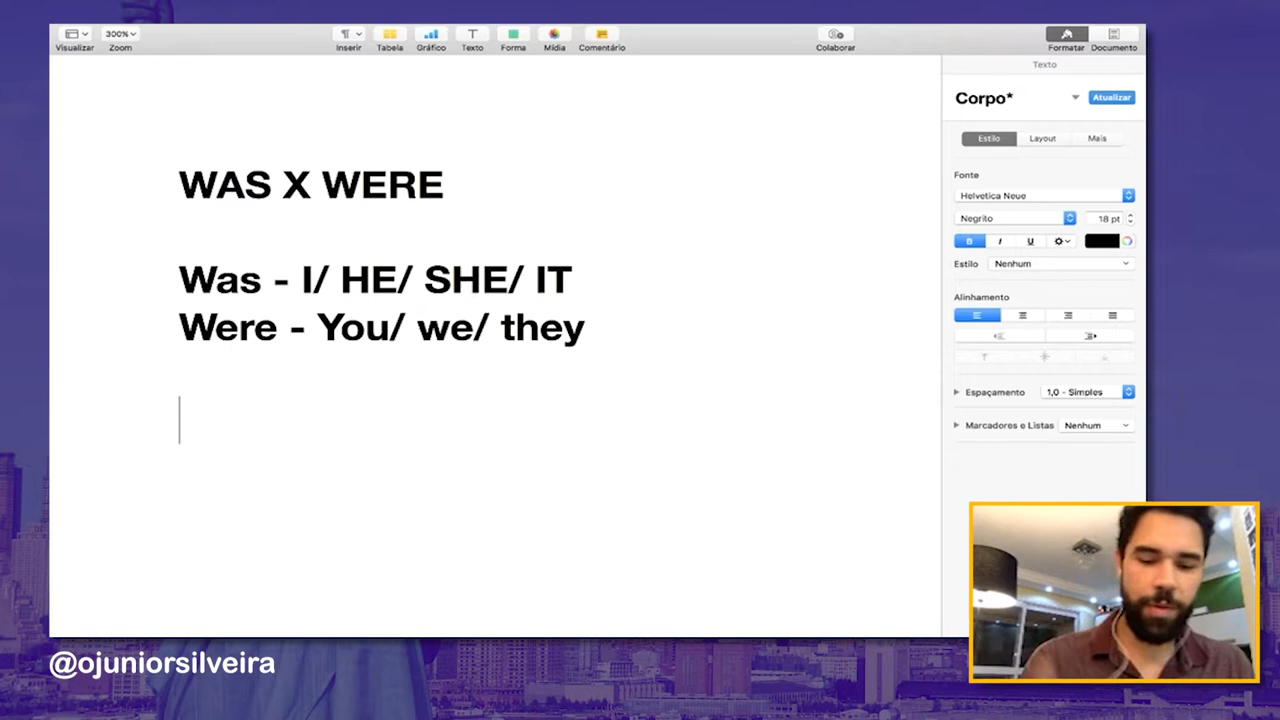 300%
Visualizar Zoom Inserir Tabela Gráfico Texto Forma Mídia Comentário Colaborar Formatar Documento
Texto
Corpo* Atualizar
Estilo Layout Mais
WAS X WERE
Was - I/ HE/ SHE/ IT
Were - You/ we/ they
Fonte
Helvetica Neue
Negrito 18 pt
B I U
Estilo Nenhum
Alinhamento
Espaçamento 1,0 - Simples
Marcadores e Listas Nenhum
@ojuniorsilveira